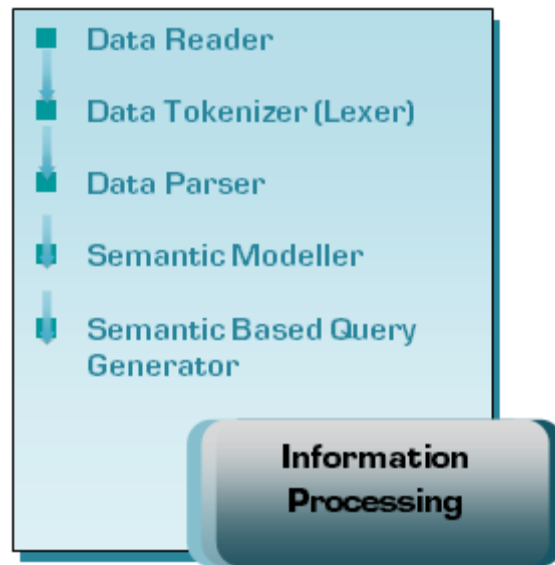 Data Reader
Data Tokenizer (Lexer)
Data Parser
Semantic Modeller
Semantic Based Query
Generator
Information
Processing